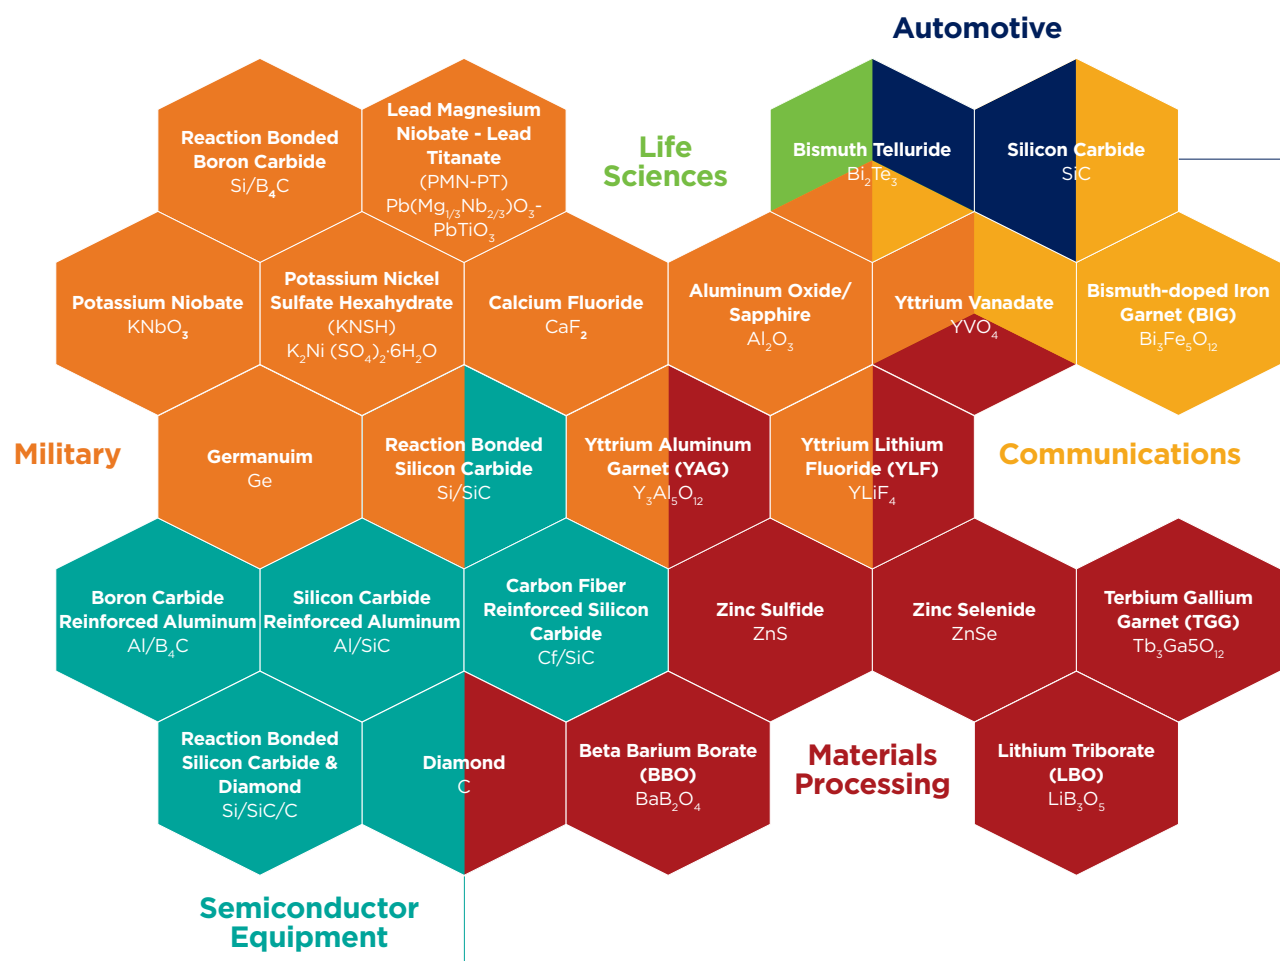 Automotive
Reaction Bonded
Boron Carbide
Si/B₄C
Lead Magnesium
Niobate - Lead
Titanate
(PMN-PT)
Pb(Mg₁/₃Nb₂/₃)O₃-
PbTiO₃
Life
Sciences
Bismuth Telluride
Bi₂Te₃
Silicon Carbide
SiC
Potassium Niobate
KNbO₃
Potassium Nickel
Sulfate Hexahydrate
(KNSH)
K₂Ni (SO₄)₂·6H₂O
Calcium Fluoride
CaF₂
Aluminum Oxide/
Sapphire
Al₂O₃
Yttrium Vanadate
YVO₄
Bismuth-doped Iron
Garnet (BIG)
Bi₃Fe₅O₁₂
Military
Germanuim
Ge
Reaction Bonded
Silicon Carbide
Si/SiC
Yttrium Aluminum
Garnet (YAG)
Y₃Al₅O₁₂
Yttrium Lithium
Fluoride (YLF)
YLiF₄
Communications
Boron Carbide
Reinforced Aluminum
Al/B₄C
Silicon Carbide
Reinforced Aluminum
Al/SiC
Carbon Fiber
Reinforced Silicon
Carbide
Cf/SiC
Zinc Sulfide
ZnS
Zinc Selenide
ZnSe
Terbium Gallium
Garnet (TGG)
Tb₃Ga5O₁₂
Reaction Bonded
Silicon Carbide &
Diamond
Si/SiC/C
Diamond
C
Beta Barium Borate
(BBO)
BaB₂O₄
Materials
Processing
Lithium Triborate
(LBO)
LiB₃O₅
Semiconductor
Equipment